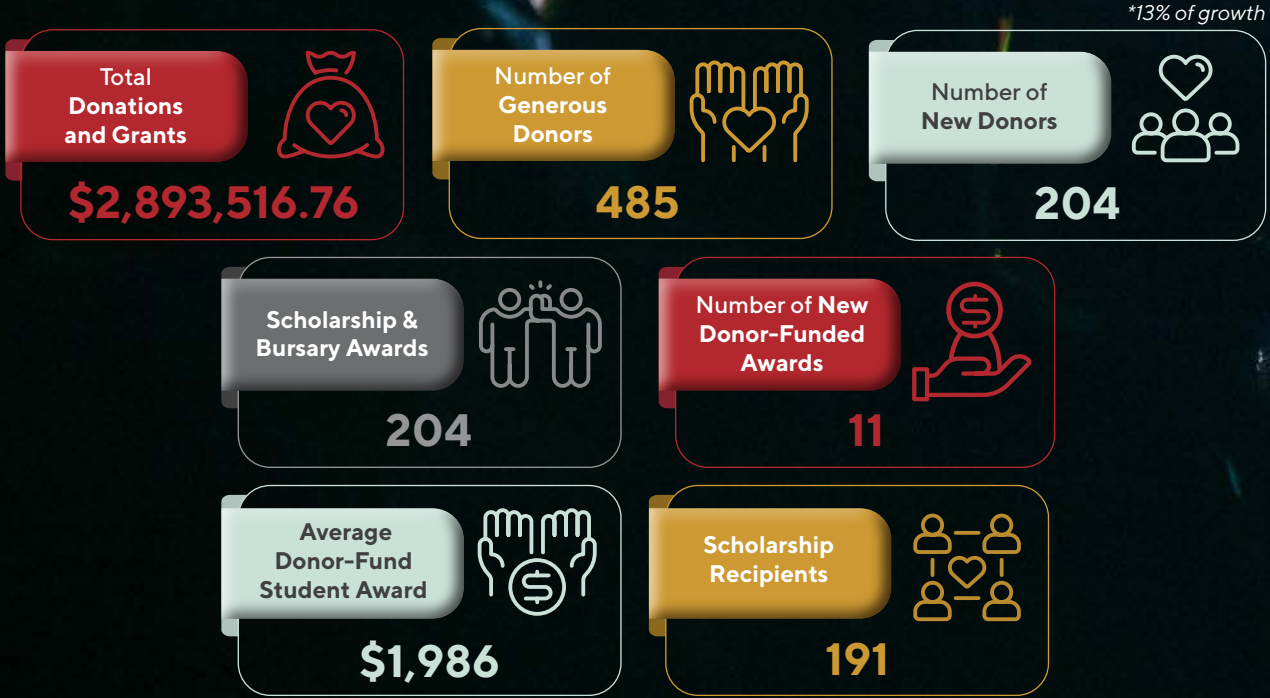 *13% of growth
Total
Donations
and Grants
$2,893,516.76
Number of
Generous
Donors
485
Number of
New Donors
204
Scholarship &
Bursary Awards
204
Number of New
Donor-Funded
Awards
11
Average
Donor-Fund
Student Award
$1,986
Scholarship
Recipients
191